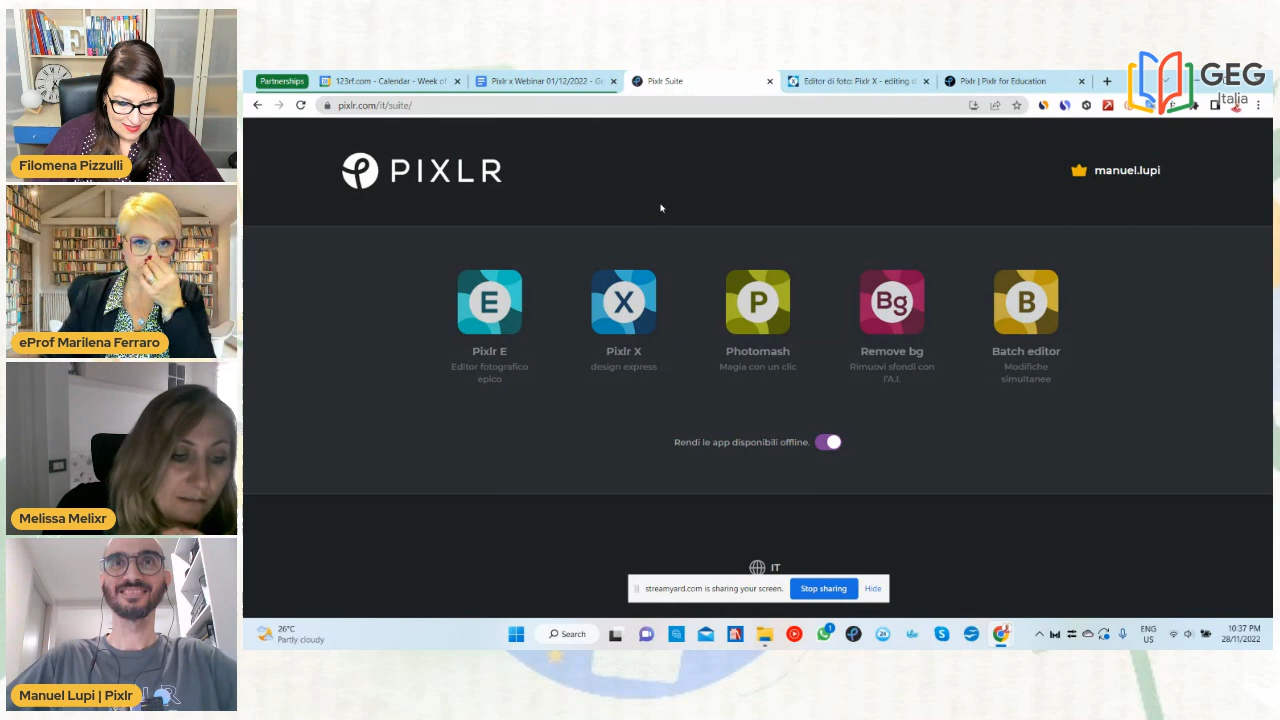 Filomena Pizzulli
eProf Marilena Ferraro
Melissa Melixr
Manuel Lupi | Pixlr
GEG
Italia
Partnerships
123rf.com - Calendar - Week of
Pixlr x Webinar 01/12/2022 - G
Pixlr Suite
Editor di foto: Pixlr X - editing d
Pixlr | Pixlr for Education
pixlr.com/it/suite/
PIXLR
manuel.lupi
E
X
P
Bg
B
Pixlr E
Editor fotografico
epico
Pixlr X
design express
Photomash
Magia con un clic
Remove bg
Rimuovi sfondi con
l'A.I.
Batch editor
Modifiche
simultanee
Rendi le app disponibili offline.
IT
streamyard.com is sharing your screen.
Stop sharing
Hide
26°C
Partly cloudy
Search
ENG
US
10:37 PM
28/11/2022